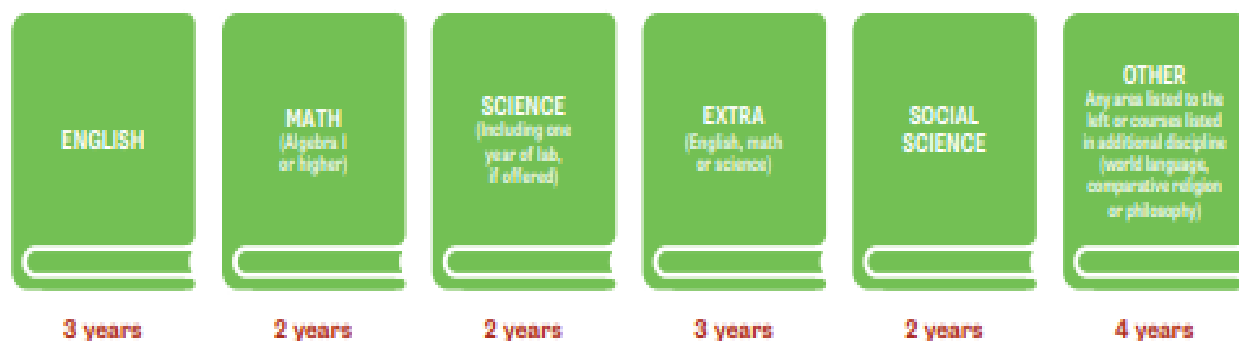 ENGLISH
3 years
MATH
(Algebra I
or higher)
2 years
SCIENCE
(Including one
year of lab,
if offered)
2 years
EXTRA
(English, math
or science)
3 years
SOCIAL
SCIENCE
2 years
OTHER
Any area listed to the
left or courses listed
in additional discipline
(world language,
comparative religion
or philosophy)
4 years